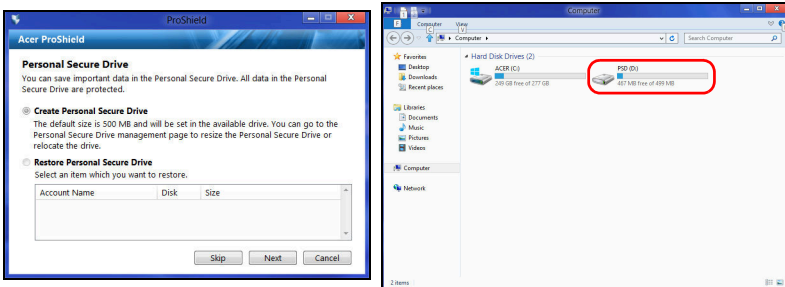 ProShield
Acer ProShield
Personal Secure Drive
You can save important data in the Personal Secure Drive. All data in the Personal
Secure Drive are protected.
Create Personal Secure Drive
The default size is 500 MB and will be set in the available drive. You can go to the
Personal Secure Drive management page to resize the Personal Secure Drive or
relocate the drive.
Restore Personal Secure Drive
Select an item which you want to restore.
Account Name Disk Size
Skip Next Cancel
Computer
F Computer View
C V
Computer
Search Computer
Favorites
Desktop
Downloads
Recent places
Libraries
Documents
Music
Pictures
Videos
Computer
Network
Hard Disk Drives (2)
ACER (C:)
249 GB free of 277 GB
PSD (D:)
467 MB free of 499 MB
2 items